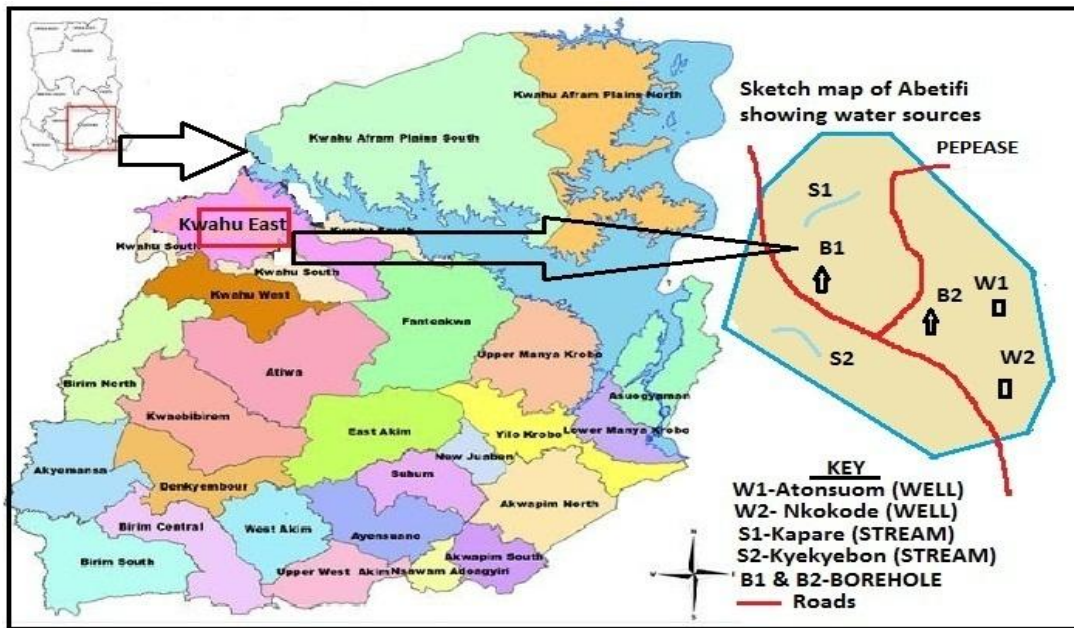 Kwahu Afram Plains North
Kwahu Afram Plains South
Kwahu East
Kwahu South
Kwahu South
Kwahu South
Kwahu West
Fanteakwa
Upper Manya Krobo
Atiwa
Birim North
Kwaebibirem
Asuogyaman
Lower Manya Krobo
East Akim
Yilo Krobo
New Juaben
Akyemansa
Denkyembour
Suhum
Akwapim North
Birim Central
West Akim
Ayensuano
Birim South
Akwapim South
Upper West Akim
Nsawam Adoagyiri
Sketch map of Abetifi
showing water sources
PEPEASE
S1
B1
W1
B2
S2
W2
KEY
W1-Atonsuom (WELL)
W2- Nkokode (WELL)
S1-Kapare (STREAM)
S2-Kyekyebon (STREAM)
B1 & B2-BOREHOLE
Roads
N
W
E
S